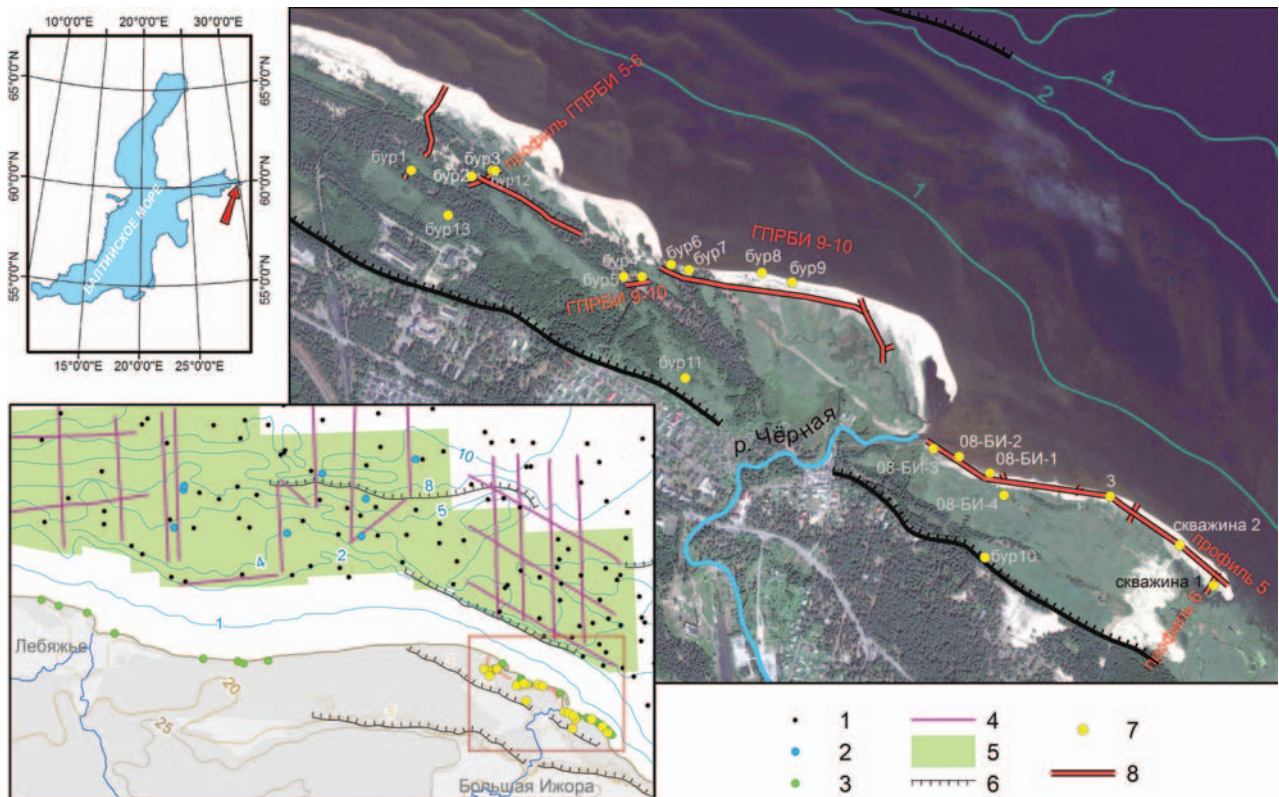 10°0'0"E 20°0'0"E 30°0'0"E
65°0'0"N
60°0'0"N
55°0'0"N
65°0'0"N
60°0'0"N
55°0'0"N
БАЛТИЙСКОЕ МОРЕ
15°0'0"E 20°0'0"E 25°0'0"E
4
2
1
1
2
профиль ГПРБИ 5-6
бур1
бур2
бур3
бур12
бур13
ГПРБИ 9-10
бур6
бур7
бур8
бур9
бур4
бур5
ГПРБИ 9-10
бур11
р. Чёрная
08-БИ-2
08-БИ-1
08-БИ-3
08-БИ-4
3
скважина 2
бур10
скважина 1
профиль 5
профиль 6
10
8
5
4
2
1
Лебяжье
20
25
Большая Ижора
1 4 7
2 5
3 6 8